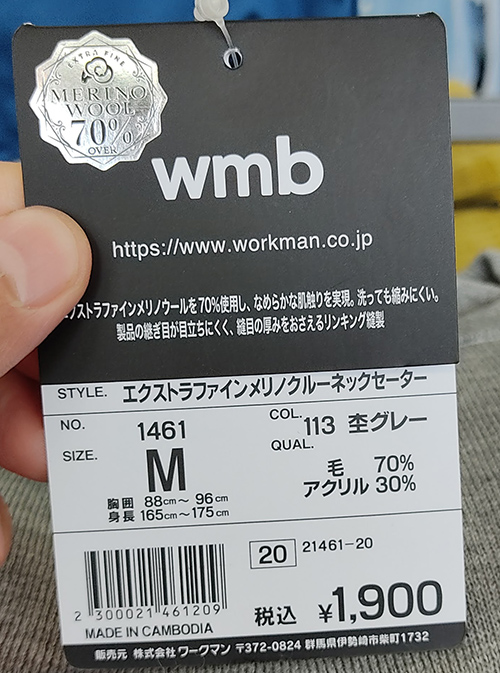 EXTRA FINE
MERINO
WOOL
70%
OVER
wmb
https://www.workman.co.jp
エクストラファインメリノウールを70%使用し、なめらかな肌触りを実現。洗っても縮みにくい。
製品の継ぎ目が目立ちにくく、縫目の厚みをおさえるリンキング縫製
STYLE. エクストラファインメリノクルーネックセーター
NO. 1461
COL. 113 杢グレー
SIZE. M
QUAL.
毛 70%
アクリル 30%
胸囲 88cm～ 96cm
身長 165cm～175cm
20 21461-20
2 300021 461209
税込 ¥1,900
MADE IN CAMBODIA
販売元 株式会社 ワークマン 〒372-0824 群馬県伊勢崎市柴町1732